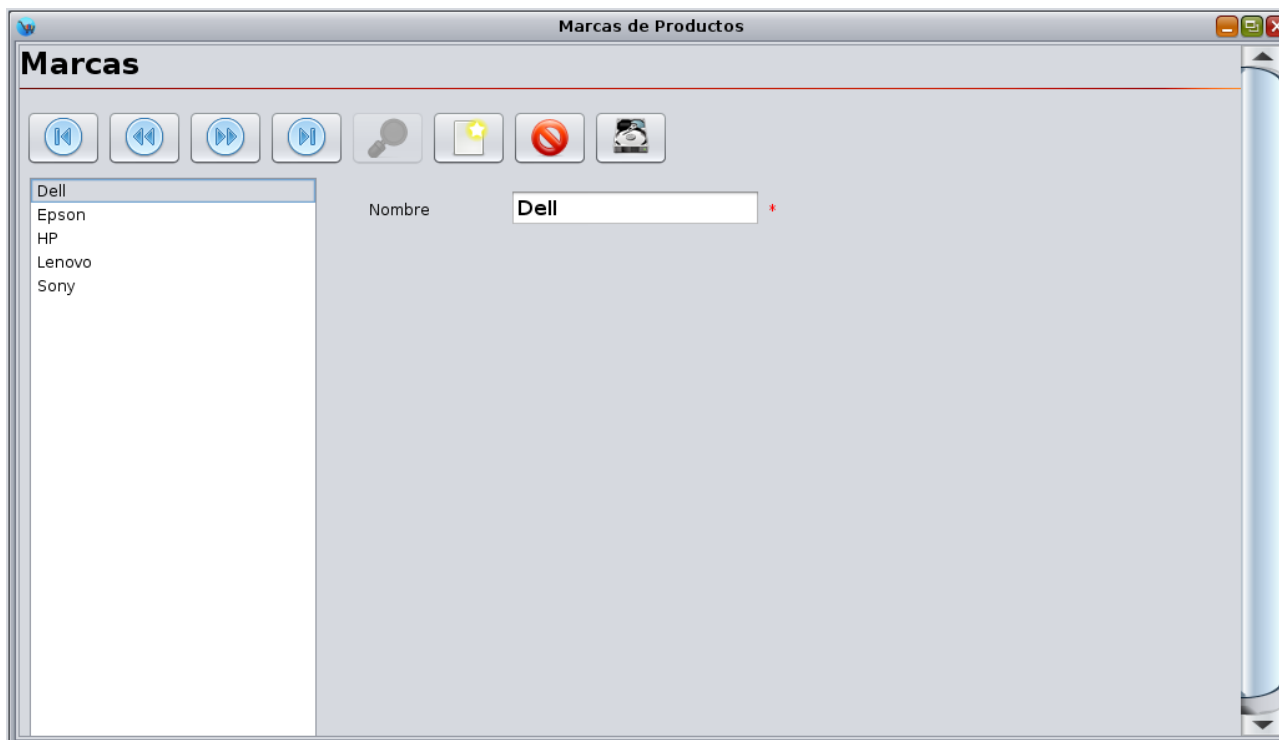 Marcas de Productos
Marcas
Dell
Epson
HP
Lenovo
Sony
Nombre
Dell
*